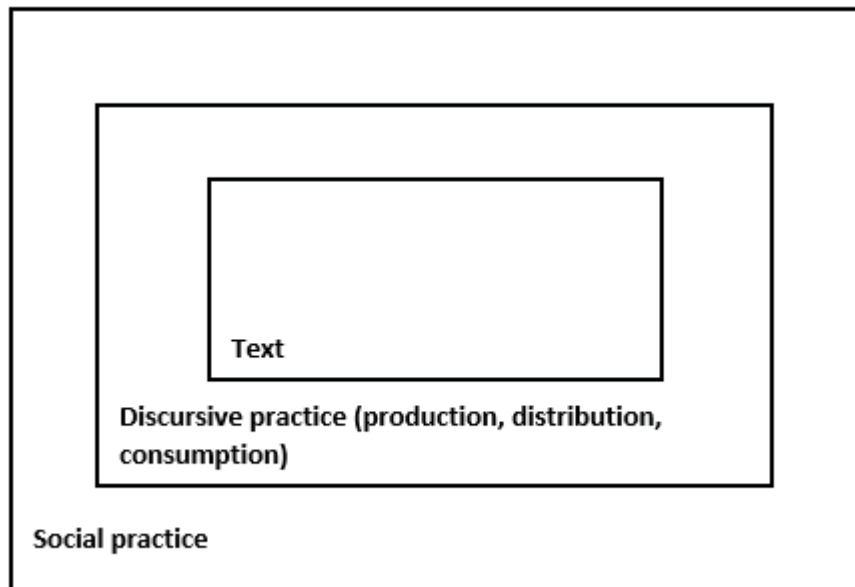 Text
Discursive practice (production, distribution,
consumption)
Social practice